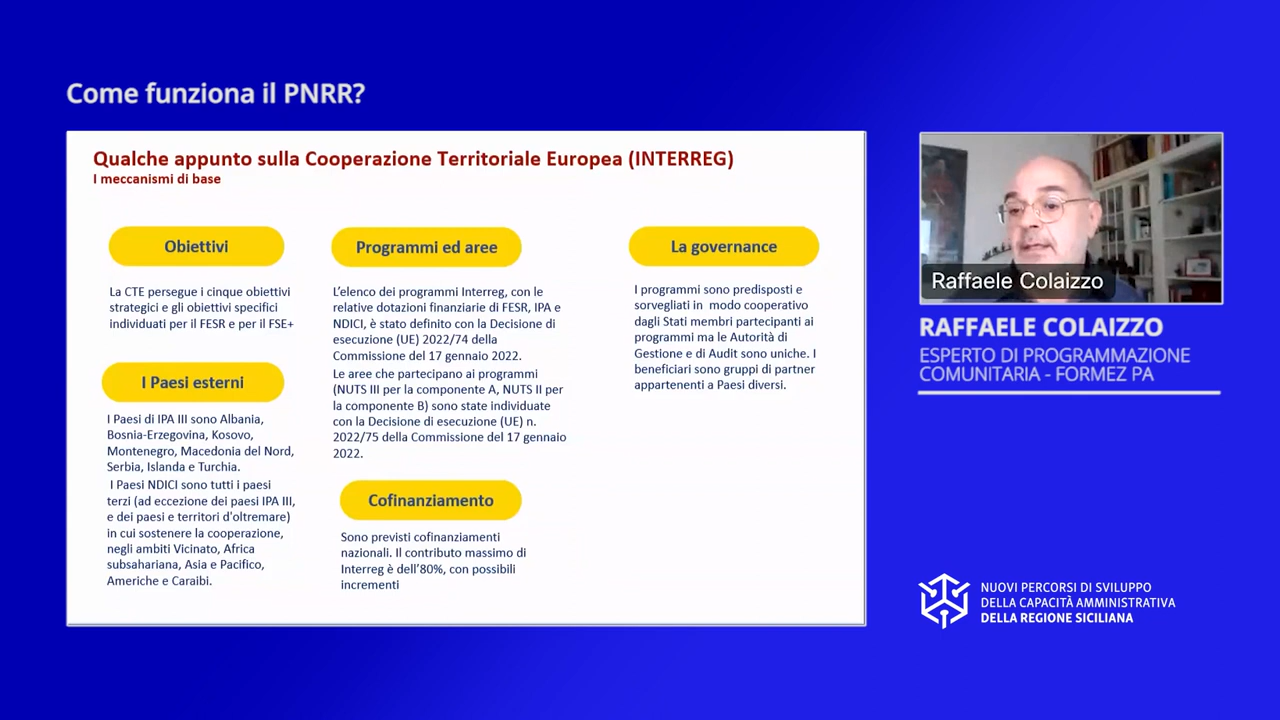 Come funziona il PNRR?
Qualche appunto sulla Cooperazione Territoriale Europea (INTERREG)
I meccanismi di base
Obiettivi
La CTE persegue i cinque obiettivi
strategici e gli obiettivi specifici
individuati per il FESR e per il FSE+
I Paesi esterni
I Paesi di IPA III sono Albania,
Bosnia-Erzegovina, Kosovo,
Montenegro, Macedonia del Nord,
Serbia, Islanda e Turchia.
I Paesi NDICI sono tutti i paesi
terzi (ad eccezione dei paesi IPA III,
e dei paesi e territori d'oltremare)
in cui sostenere la cooperazione,
negli ambiti Vicinato, Africa
subsahariana, Asia e Pacifico,
Americhe e Caraibi.
Programmi ed aree
L'elenco dei programmi Interreg, con le
relative dotazioni finanziarie di FESR, IPA e
NDICI, è stato definito con la Decisione di
esecuzione (UE) 2022/74 della
Commissione del 17 gennaio 2022.
Le aree che partecipano ai programmi
(NUTS III per la componente A, NUTS II per
la componente B) sono state individuate
con la Decisione di esecuzione (UE) n.
2022/75 della Commissione del 17 gennaio
2022.
Cofinanziamento
Sono previsti cofinanziamenti
nazionali. Il contributo massimo di
Interreg è dell'80%, con possibili
incrementi
La governance
I programmi sono predisposti e
sorvegliati in modo cooperativo
dagli Stati membri partecipanti ai
programmi ma le Autorità di
Gestione e di Audit sono uniche. I
beneficiari sono gruppi di partner
appartenenti a Paesi diversi.
Raffaele Colaizzo
RAFFAELE COLAIZZO
ESPERTO DI PROGRAMMAZIONE
COMUNITARIA - FORMEZ PA
NUOVI PERCORSI DI SVILUPPO
DELLA CAPACITÀ AMMINISTRATIVA
DELLA REGIONE SICILIANA